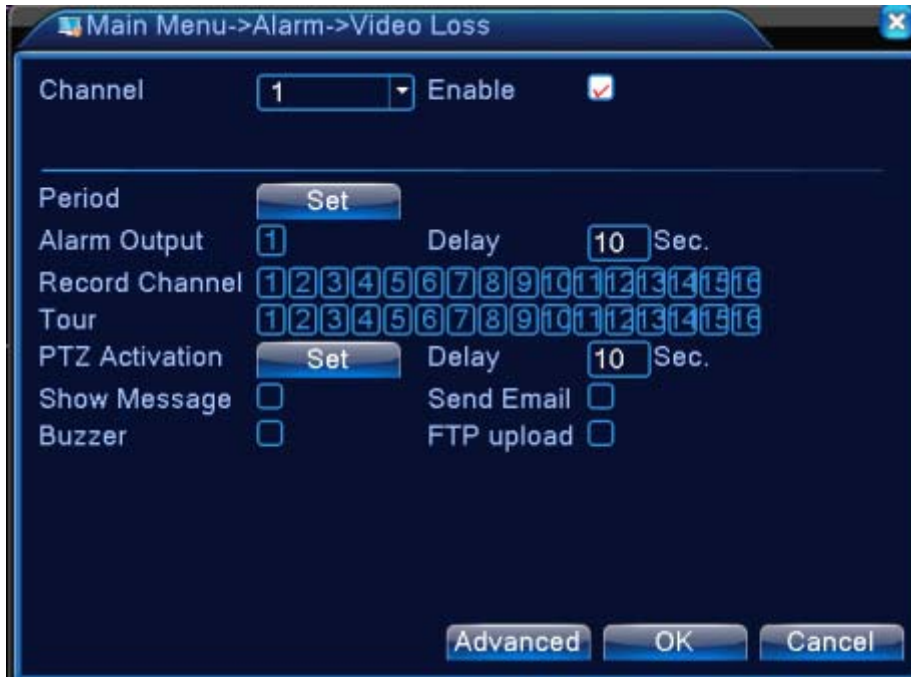 Main Menu->Alarm->Video Loss
Channel 1 Enable
Period Set
Alarm Output 1 Delay 10 Sec.
Record Channel 1 2 3 4 5 6 7 8 9 10 11 12 13 14 15 16
Tour 1 2 3 4 5 6 7 8 9 10 11 12 13 14 15 16
PTZ Activation Set Delay 10 Sec.
Show Message Send Email
Buzzer FTP upload
Advanced OK Cancel